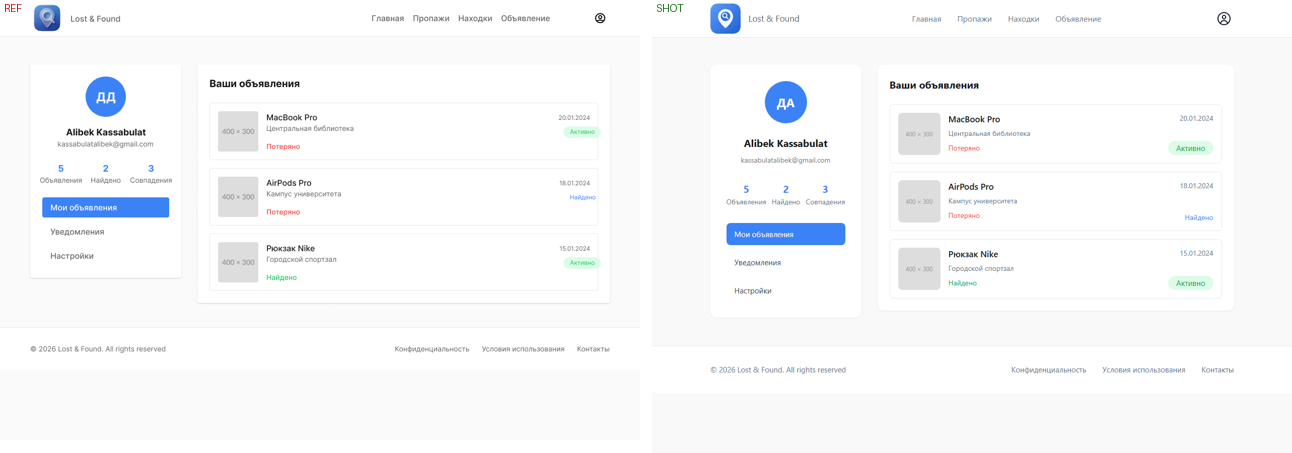 REF
Lost & Found
Главная Пропажи Находки Объявление
ДД
Alibek Kassabulat
kassabulatalibek@gmail.com
5 2 3
Объявления Найдено Совпадения
Мои объявления
Уведомления
Настройки
Ваши объявления
400 × 300
MacBook Pro
Центральная библиотека
Потеряно
20.01.2024
Активно
400 × 300
AirPods Pro
Кампус университета
Потеряно
18.01.2024
Найдено
400 × 300
Рюкзак Nike
Городской спортзал
Найдено
15.01.2024
Активно
© 2026 Lost & Found. All rights reserved
Конфиденциальность Условия использования Контакты
SHOT
Lost & Found
Главная Пропажи Находки Объявление
ДА
Alibek Kassabulat
kassabulatalibek@gmail.com
5 2 3
Объявления Найдено Совпадения
Мои объявления
Уведомления
Настройки
Ваши объявления
400 × 300
MacBook Pro
Центральная библиотека
Потеряно
20.01.2024
Активно
400 × 300
AirPods Pro
Кампус университета
Потеряно
18.01.2024
Найдено
400 × 300
Рюкзак Nike
Городской спортзал
Найдено
15.01.2024
Активно
© 2026 Lost & Found. All rights reserved
Конфиденциальность Условия использования Контакты